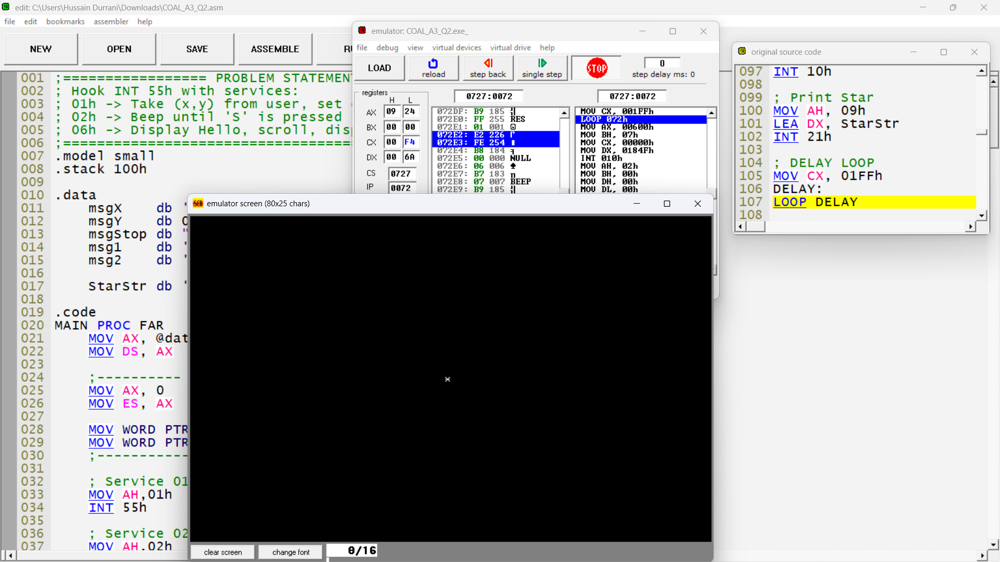 edit: C:\Users\Hussain Durrani\Downloads\COAL_A3_Q2.asm
file edit bookmarks assembler help
NEW OPEN SAVE ASSEMBLE
001 ;================= PROBLEM STATEMENT
002 ; Hook INT 55h with services:
003 ; 01h -> Take (x,y) from user, set
004 ; 02h -> Beep until 'S' is pressed
005 ; 06h -> Display Hello, scroll, dis
006 ;===================================
007 .model small
008 .stack 100h
009
010 .data
011 msgX db '
012 msgY db 0
013 msgStop db "
014 msg1 db '
015 msg2 db '
016
017 StarStr db '
018
019 .code
020 MAIN PROC FAR
021 MOV AX, @dat
022 MOV DS, AX
023
024 ;----------
025 MOV AX, 0
026 MOV ES, AX
027
028 MOV WORD PTR
029 MOV WORD PTR
030 ;-----------
031
032 ; Service 01
033 MOV AH,01h
034 INT 55h
035
036 ; Service 02
037 MOV AH,02h
emulator: COAL_A3_Q2.exe_
file debug view virtual devices virtual drive help
LOAD reload step back single step STOP 0
step delay ms: 0
registers
H L
AX 09 24
BX 00 00
CX 00 F4
DX 00 6A
CS 0727
IP 0072
0727:0072 0727:0072
072DF: B9 185 ╣
072E0: FF 255 RES
072E1: 01 001 ☺
072E2: E2 226 Γ
072E3: FE 254 ■
072E4: B8 184 ╕
072E5: 00 000 NULL
072E6: 06 006 ♠
072E7: B7 183 ╖
072E8: 07 007 BEEP
072E9: B9 185 ╣
MOV CX, 001FFh
LOOP 072h
MOV AX, 00600h
MOV BH, 07h
MOV CX, 00000h
MOV DX, 0184Fh
INT 010h
MOV AH, 02h
MOV BH, 00h
MOV DH, 00h
MOV DL, 00h
original source code
097 INT 10h
098
099 ; Print Star
100 MOV AH, 09h
101 LEA DX, StarStr
102 INT 21h
103
104 ; DELAY LOOP
105 MOV CX, 01FFh
106 DELAY:
107 LOOP DELAY
108
SCR emulator screen (80x25 chars)
*
clear screen change font 0/16